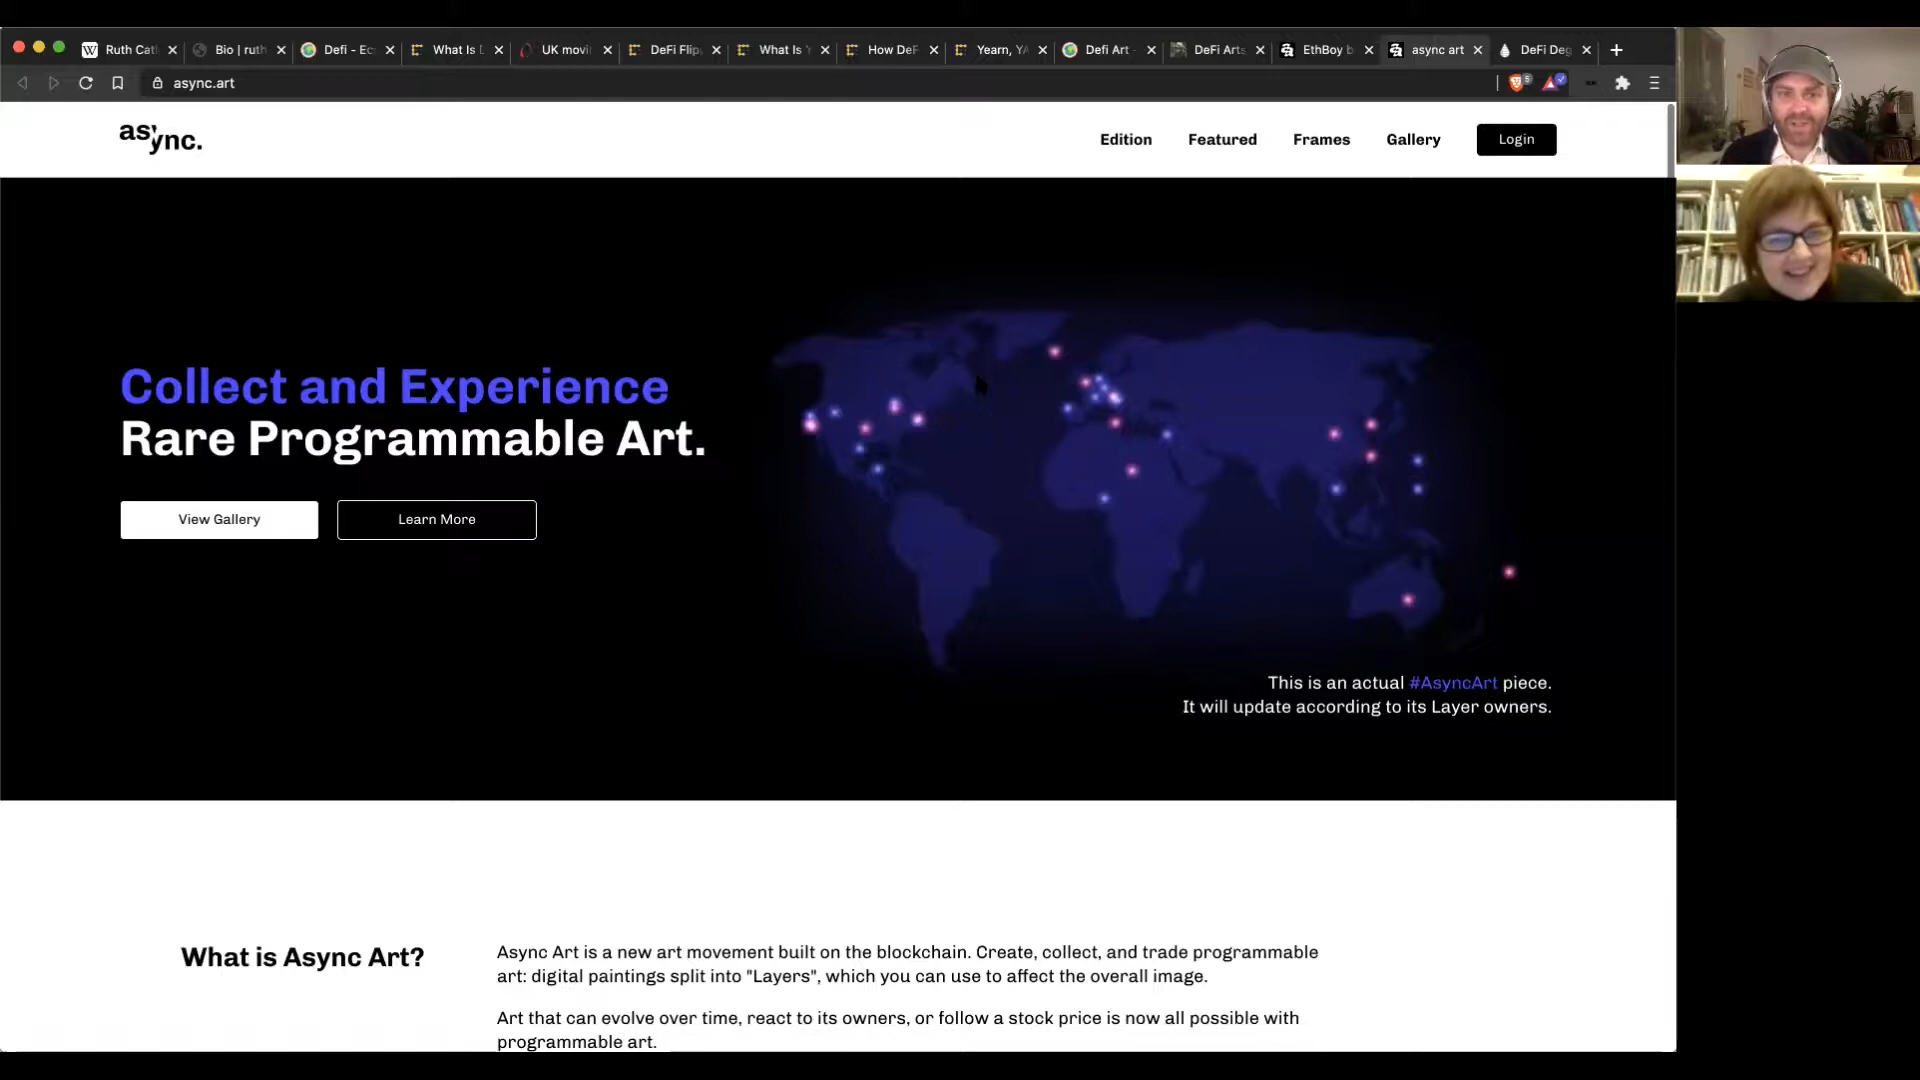 Ruth Catl
Bio | ruth
Defi - Ec
What Is
UK movi
DeFi Flip
What Is '
How DeF
Yearn, YA
Defi Art -
DeFi Arts
EthBoy b
async art
DeFi Deg
async.art
5
async.
Edition
Featured
Frames
Gallery
Login
Collect and Experience
Rare Programmable Art.
View Gallery
Learn More
This is an actual #AsyncArt piece.
It will update according to its Layer owners.
What is Async Art?
Async Art is a new art movement built on the blockchain. Create, collect, and trade programmable
art: digital paintings split into "Layers", which you can use to affect the overall image.
Art that can evolve over time, react to its owners, or follow a stock price is now all possible with
programmable art.